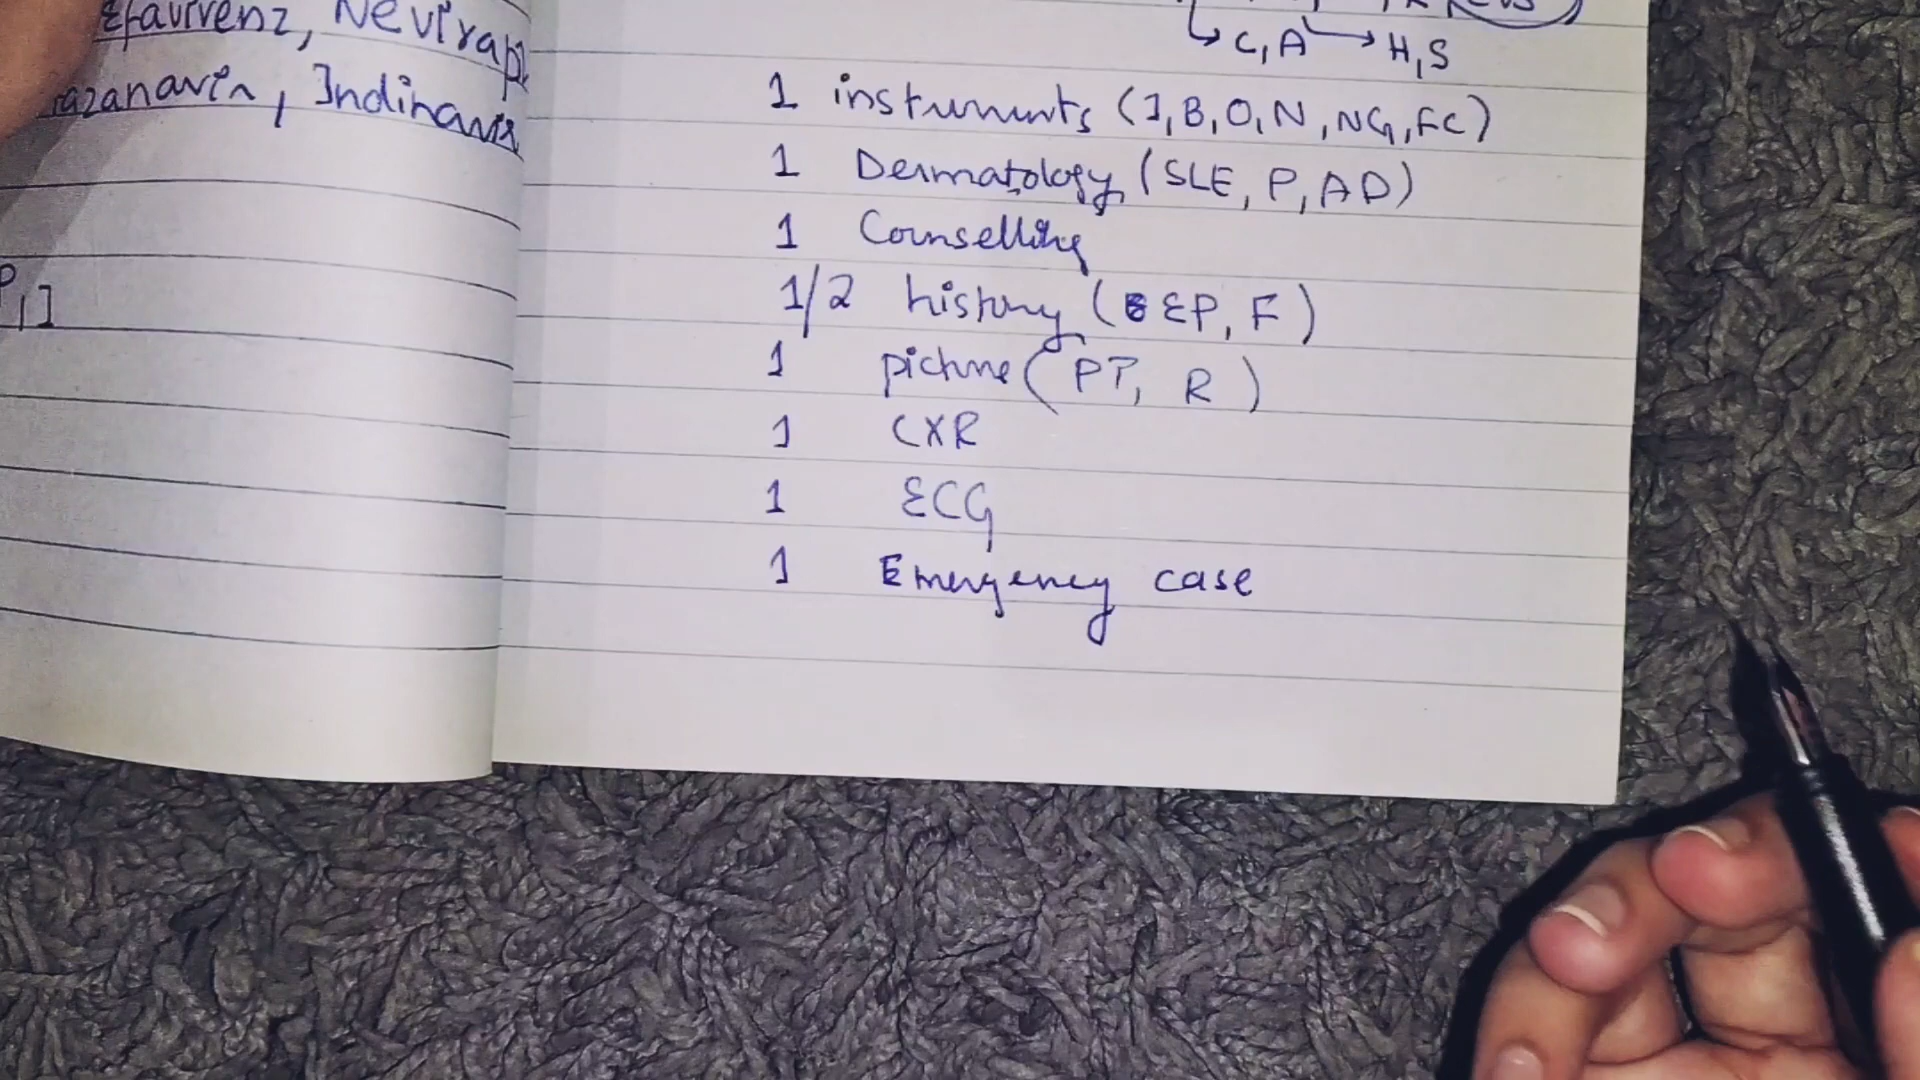 Efavirenz, Nevirap
azanavir, Indinavir
P, I
↳ C, A → H, S
1 instruments (I, B, O, N, NG, FC)
1 Dermatology (SLE, P, AD)
1 Counselling
1/2 history (EP, F)
1 picture (PT, R)
1 CXR
1 ECG
1 Emergency case